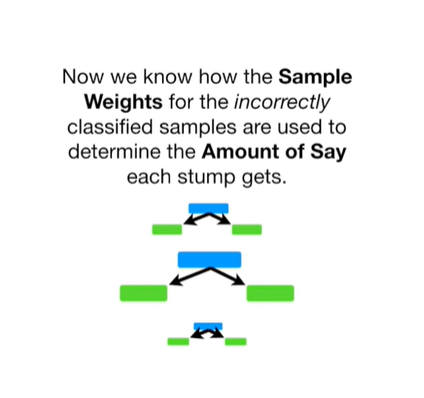 Now we know how the Sample
Weights for the incorrectly
classified samples are used to
determine the Amount of Say
each stump gets.